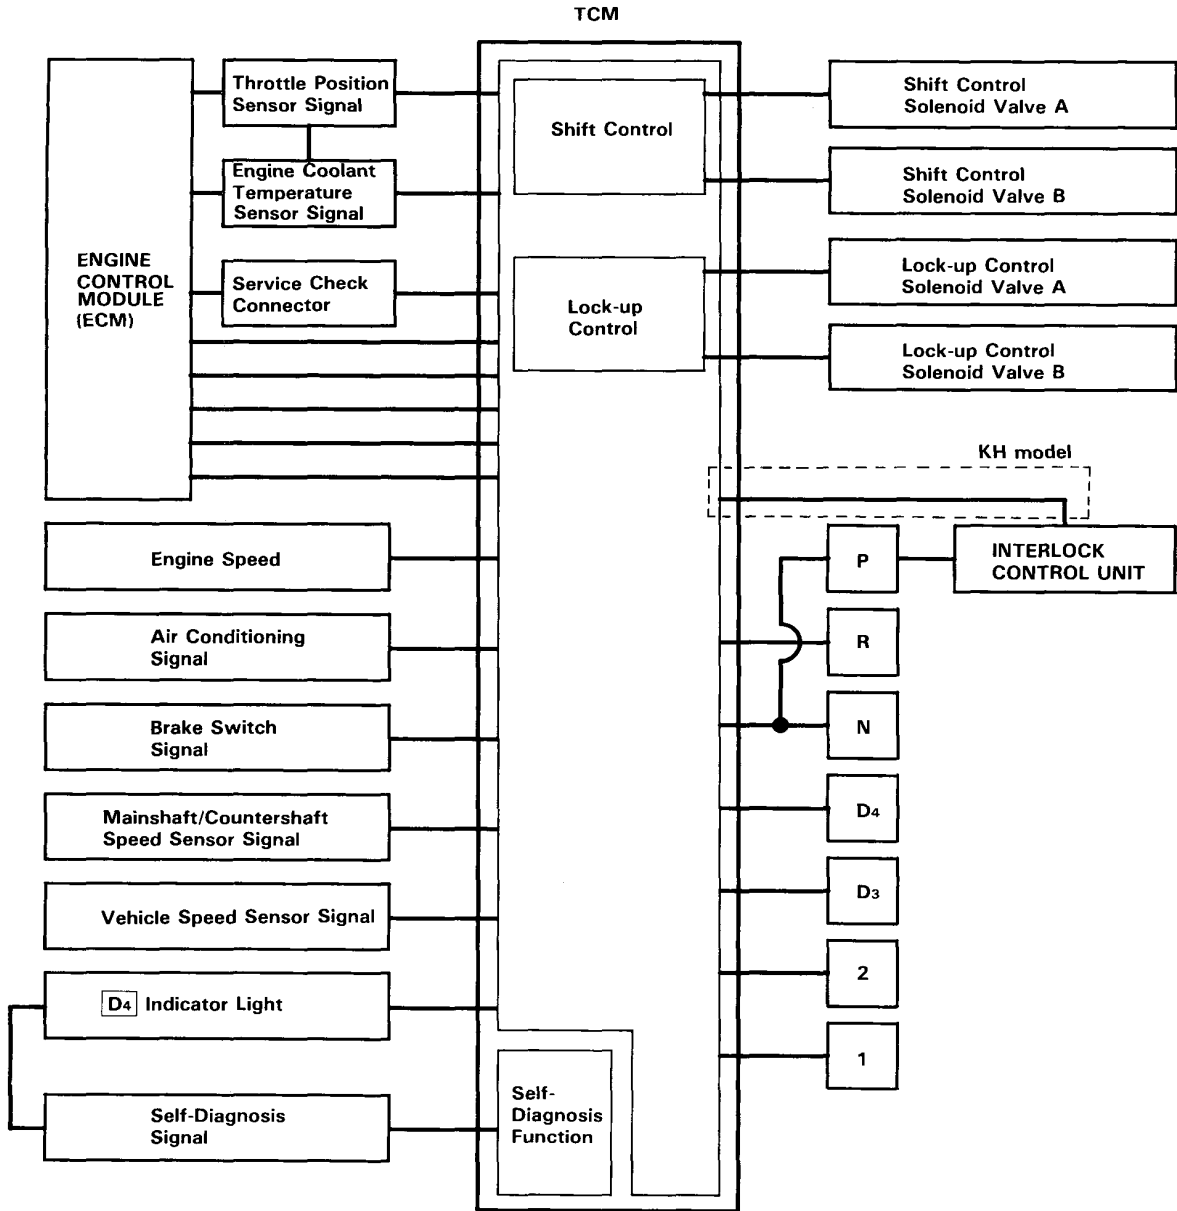 TCM
Throttle Position
Sensor Signal
Engine Coolant
Temperature
Sensor Signal
ENGINE
CONTROL
MODULE
(ECM)
Service Check
Connector
Shift Control
Lock-up
Control
Shift Control
Solenoid Valve A
Shift Control
Solenoid Valve B
Lock-up Control
Solenoid Valve A
Lock-up Control
Solenoid Valve B
KH model
INTERLOCK
CONTROL UNIT
P
R
N
D4
D3
2
1
Engine Speed
Air Conditioning
Signal
Brake Switch
Signal
Mainshaft/Countershaft
Speed Sensor Signal
Vehicle Speed Sensor Signal
D4 Indicator Light
Self-Diagnosis
Signal
Self-
Diagnosis
Function